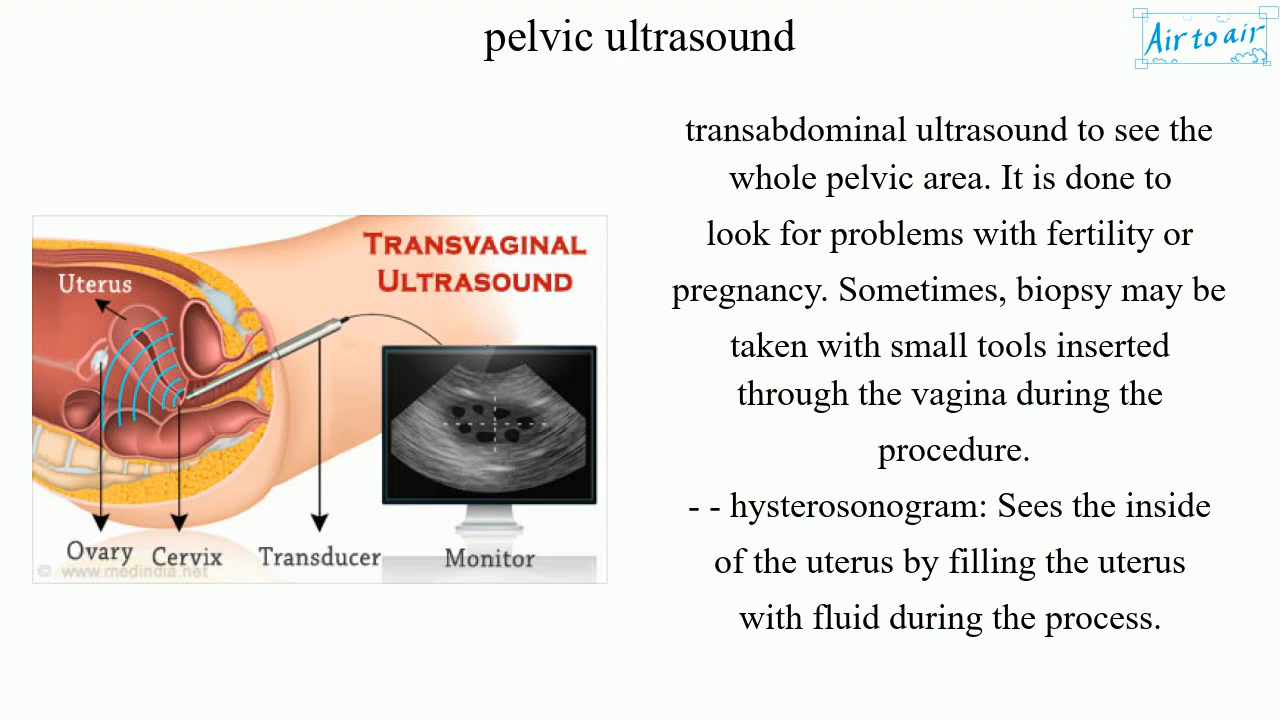 pelvic ultrasound
Air to air
transabdominal ultrasound to see the
whole pelvic area. It is done to
look for problems with fertility or
pregnancy. Sometimes, biopsy may be
taken with small tools inserted
through the vagina during the
procedure.
- - hysterosonogram: Sees the inside
of the uterus by filling the uterus
with fluid during the process.
TRANSVAGINAL
ULTRASOUND
Uterus
Ovary
Cervix
Transducer
Monitor
© www.medindia.net